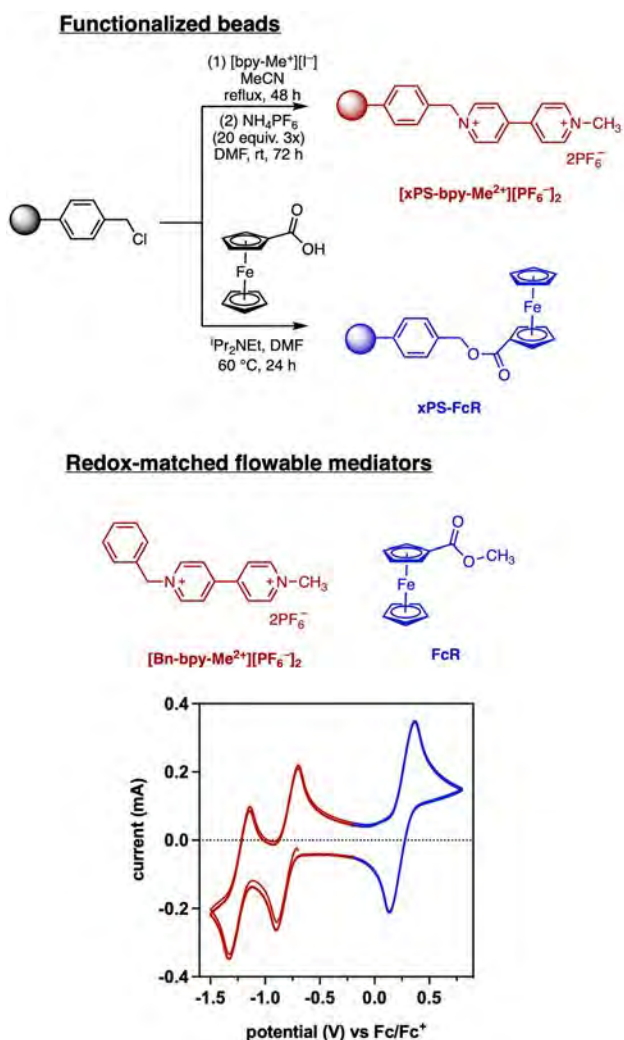 Functionalized beads
(1) [bpy-Me⁺][I⁻]
MeCN
reflux, 48 h
(2) NH₄PF₆
(20 equiv. 3x)
DMF, rt, 72 h
N⁺
N⁺
CH₃
2PF₆⁻
[xPS-bpy-Me²⁺][PF₆⁻]₂
Cl
O
OH
Fe
ⁱPr₂NEt, DMF
60 °C, 24 h
Fe
O
O
xPS-FcR
Redox-matched flowable mediators
N⁺
N⁺
CH₃
2PF₆⁻
[Bn-bpy-Me²⁺][PF₆⁻]₂
O
O
CH₃
Fe
FcR
0.4
0.2
0.0
-0.2
-0.4
current (mA)
-1.5 -1.0 -0.5 0.0 0.5
potential (V) vs Fc/Fc⁺